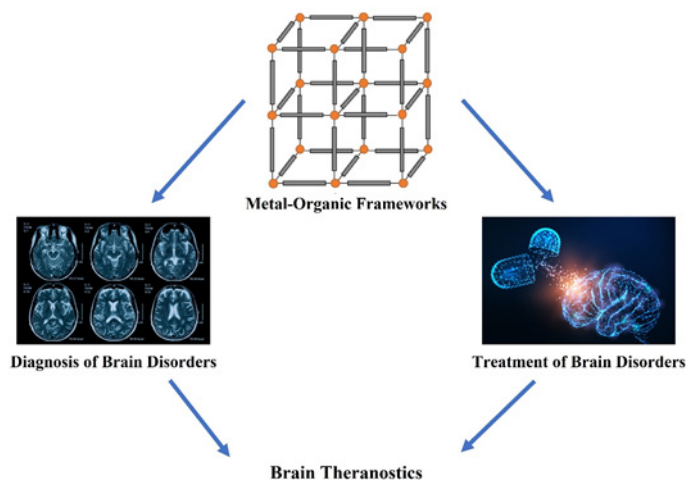 Metal-Organic Frameworks
Diagnosis of Brain Disorders
Treatment of Brain Disorders
Brain Theranostics